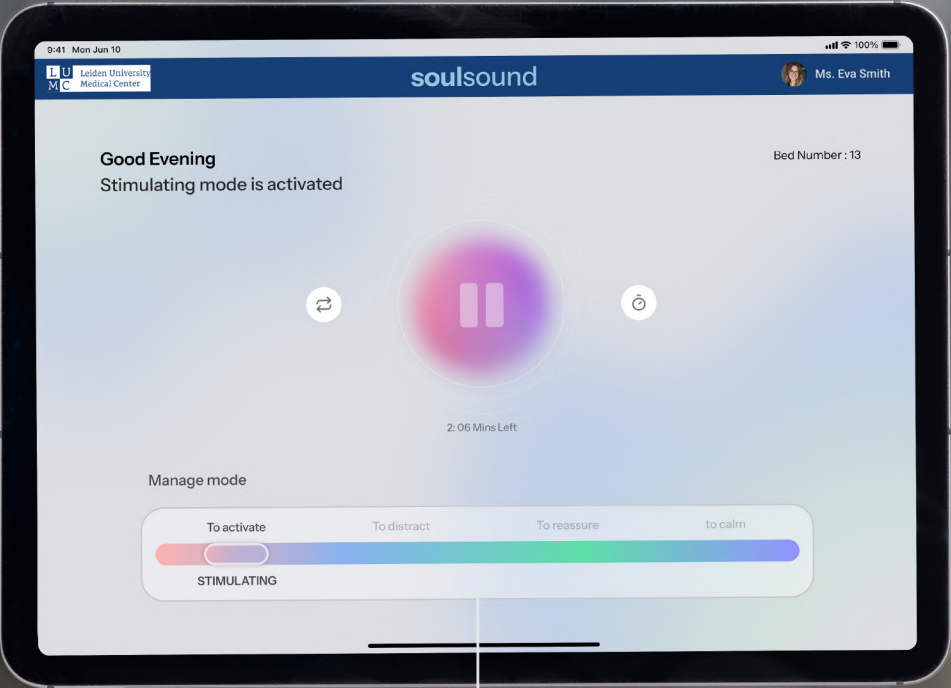 9:41 Mon Jun 10
100%
L U Leiden University
M C Medical Center
soulsound
Ms. Eva Smith
Good Evening
Stimulating mode is activated
Bed Number : 13
2: 06 Mins Left
Manage mode
To activate
To distract
To reassure
to calm
STIMULATING